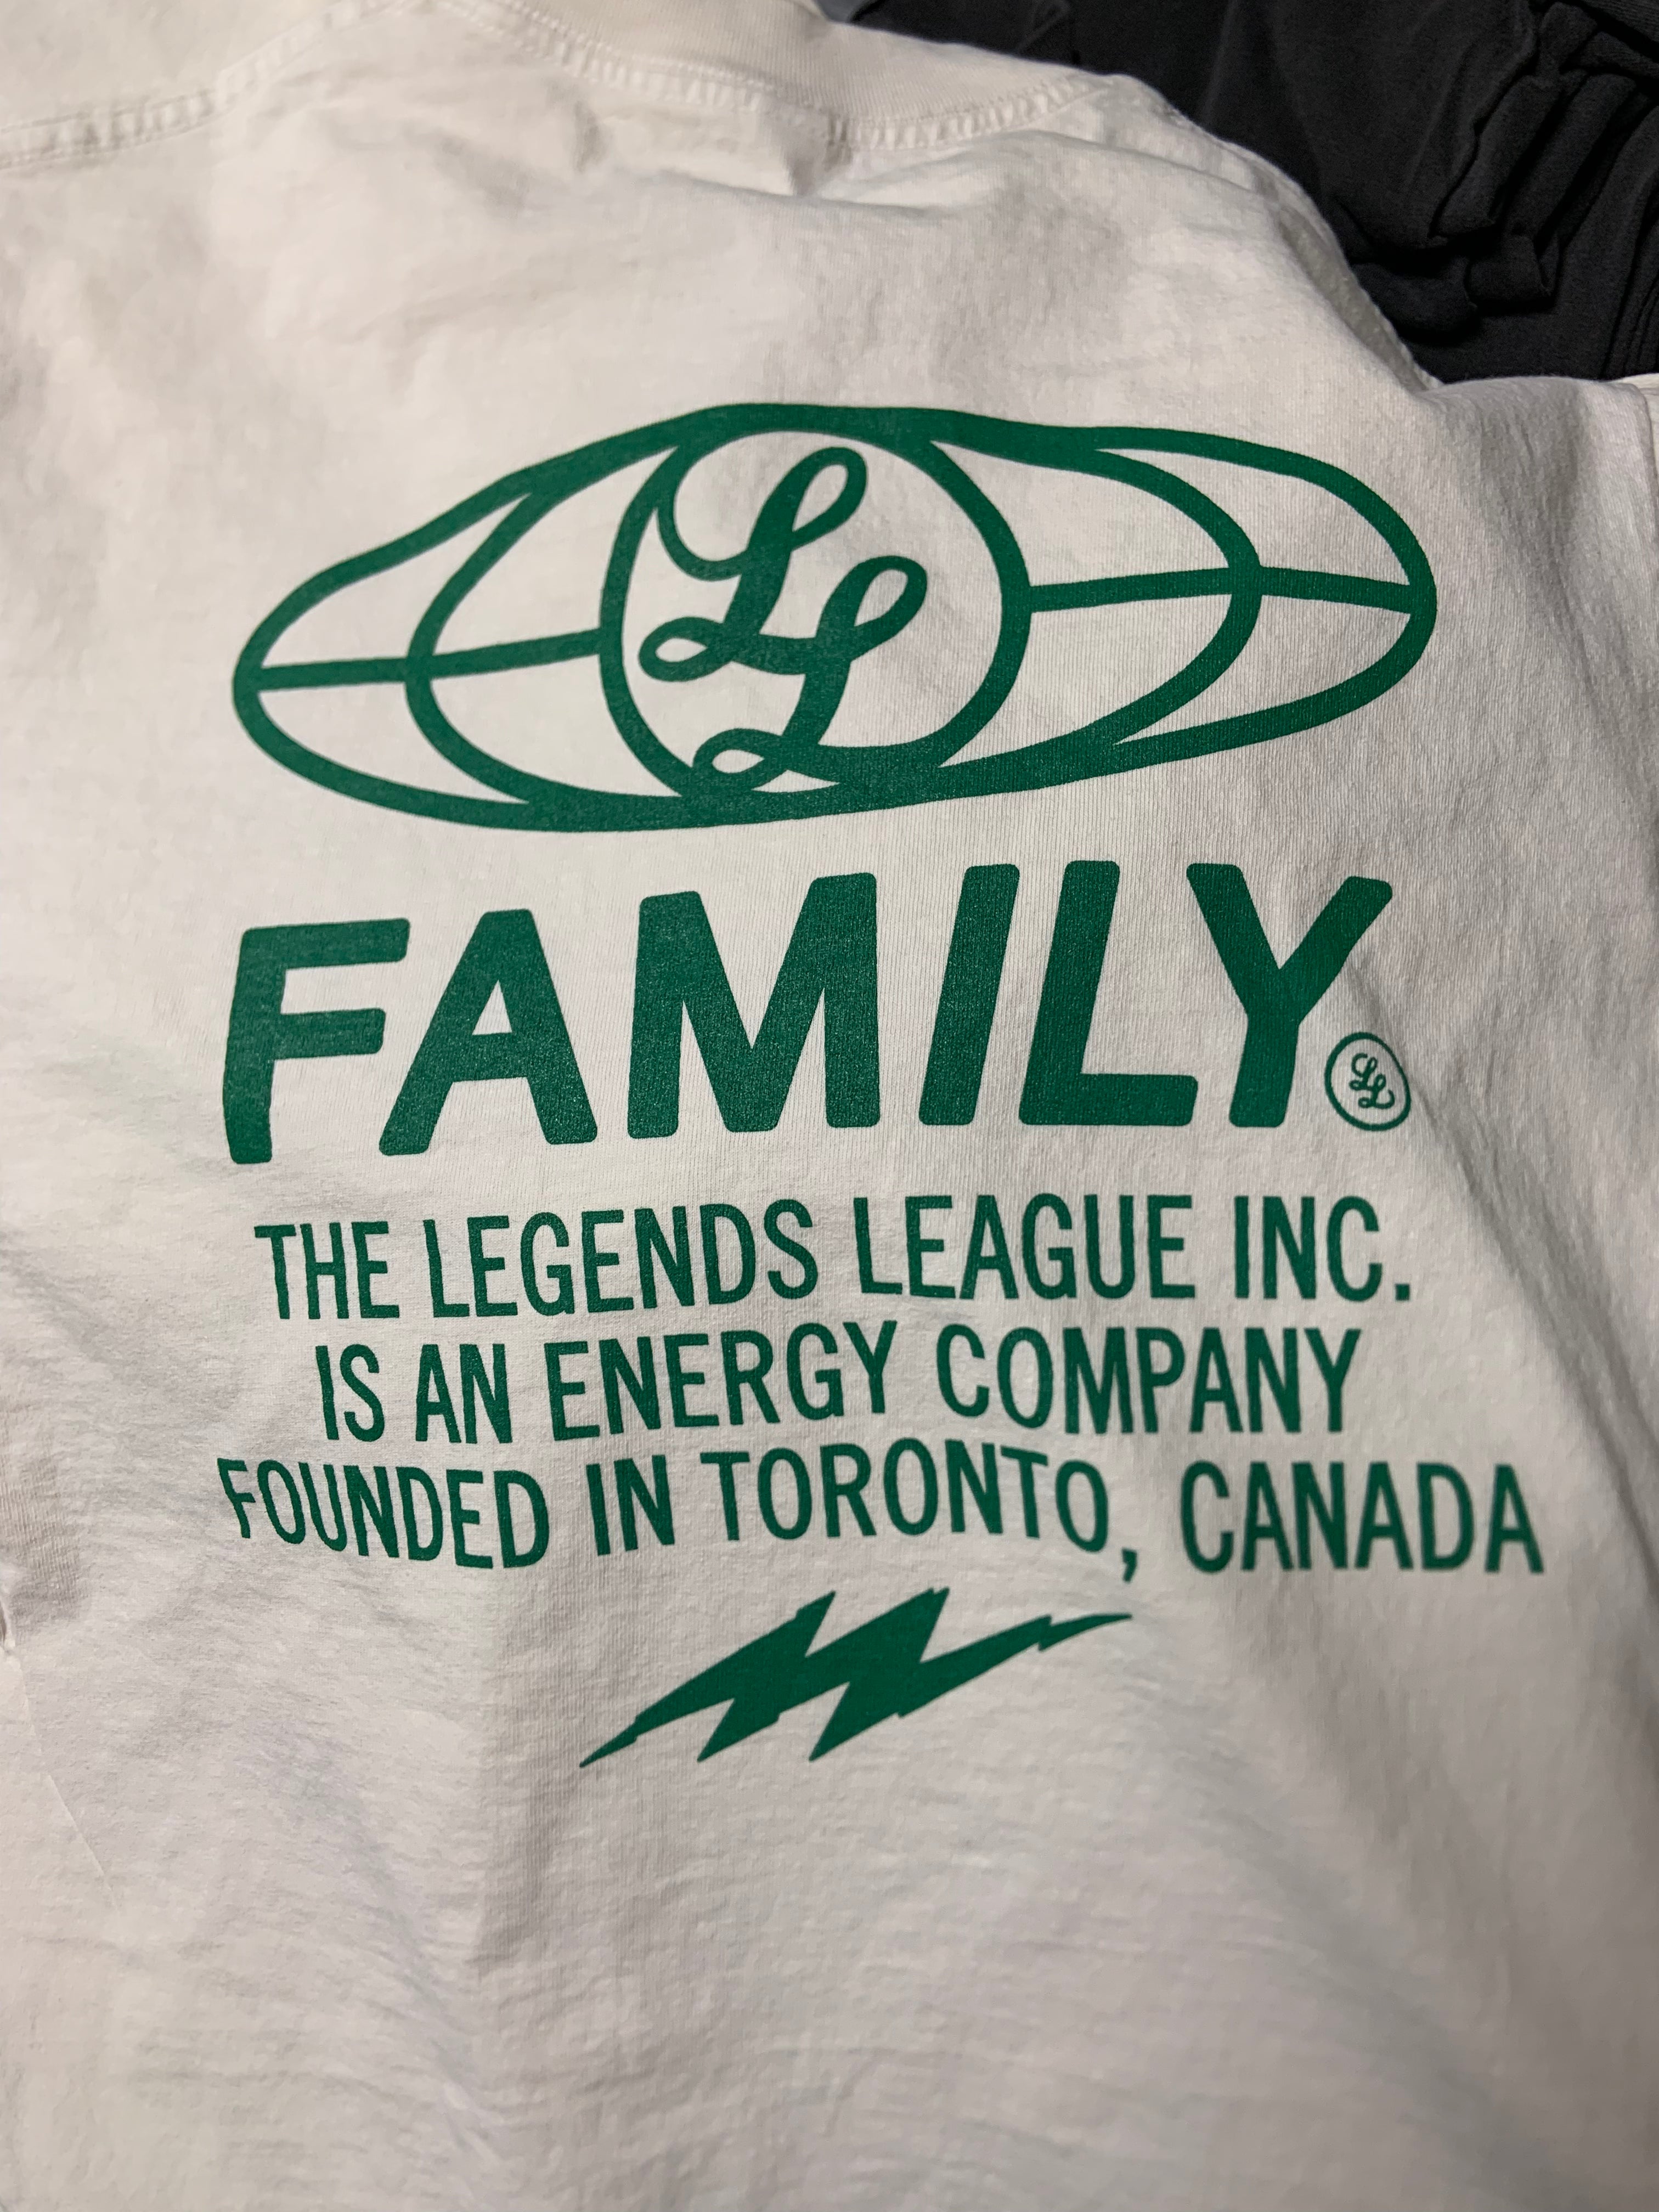 LL
FAMILY LL
THE LEGENDS LEAGUE INC.
IS AN ENERGY COMPANY
FOUNDED IN TORONTO, CANADA